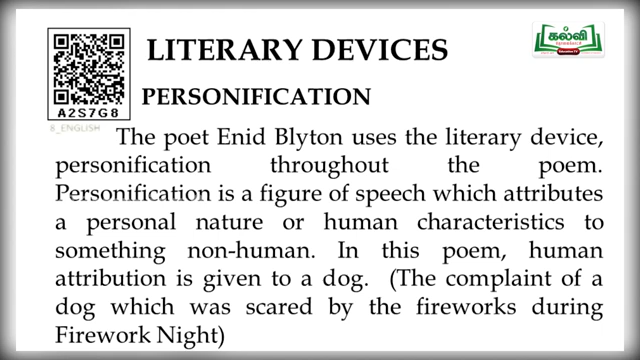 LITERARY DEVICES
கல்வி
A2S7G8
PERSONIFICATION
8_ENGLISH
The poet Enid Blyton uses the literary device,
personification throughout the poem.
Personification is a figure of speech which attributes
a personal nature or human characteristics to
something non-human. In this poem, human
attribution is given to a dog. (The complaint of a
dog which was scared by the fireworks during
Firework Night)